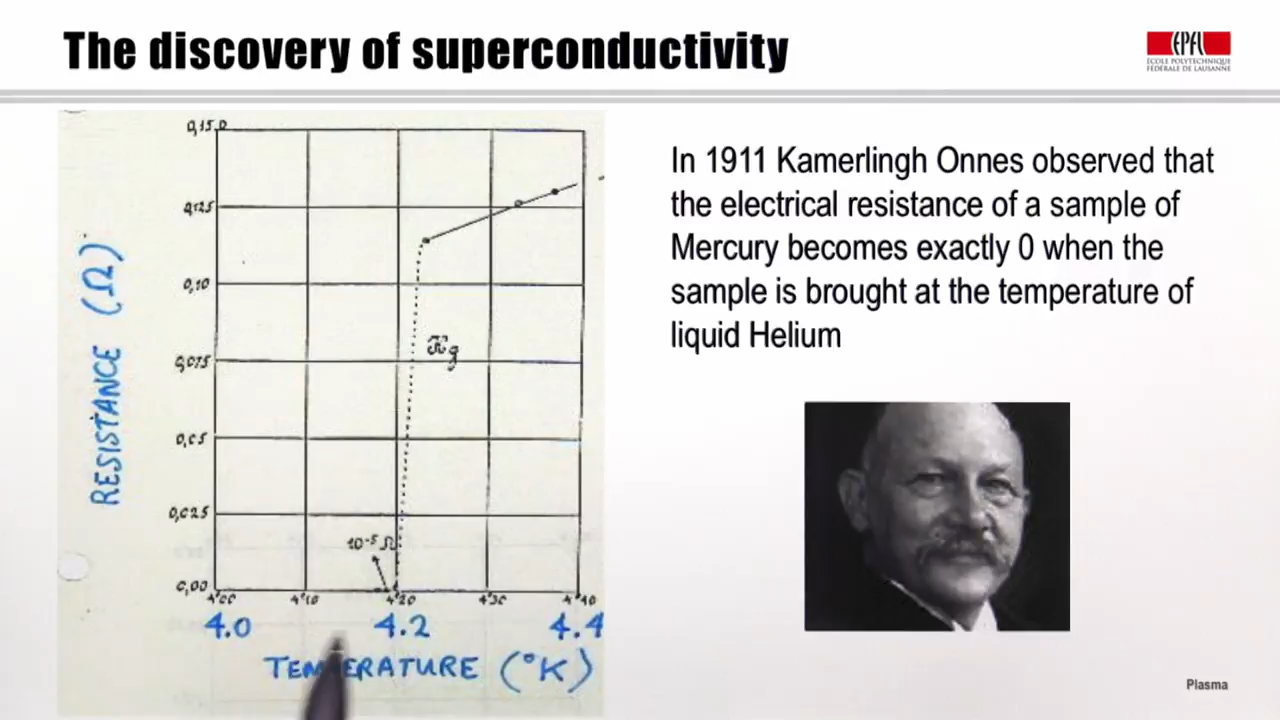 The discovery of superconductivity
EPFL
ÉCOLE POLYTECHNIQUE
FÉDÉRALE DE LAUSANNE
In 1911 Kamerlingh Onnes observed that
the electrical resistance of a sample of
Mercury becomes exactly 0 when the
sample is brought at the temperature of
liquid Helium
RESISTANCE (Ω)
0,15.0
0,125
0,10
0,075
0,05
0,025
0,00
Hg
10⁻⁵ Ω
4°00 4°10 4°20 4°30 4°40
4.0 4.2 4.4
TEMPERATURE (°K)
Plasma